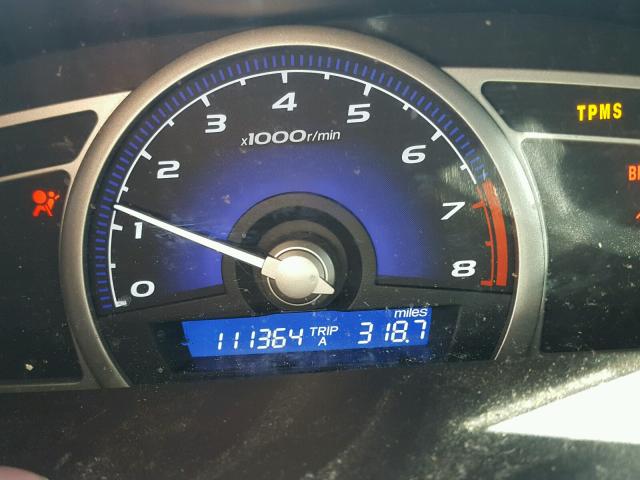 0 1 2 3 4 5 6 7 8
x1000r/min
TPMS
miles
111364 TRIP A 318.7